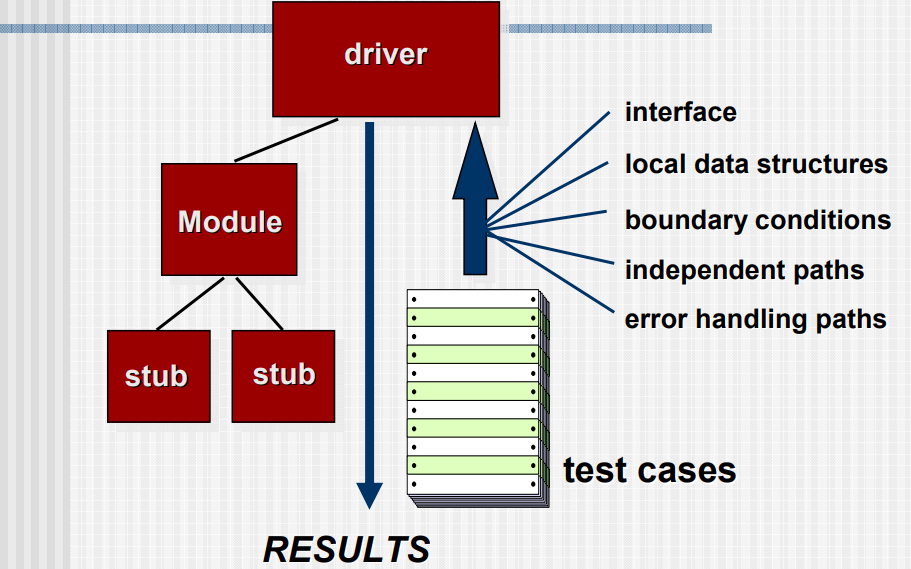 driver
interface
local data structures
Module
boundary conditions
independent paths
error handling paths
stub
stub
test cases
RESULTS